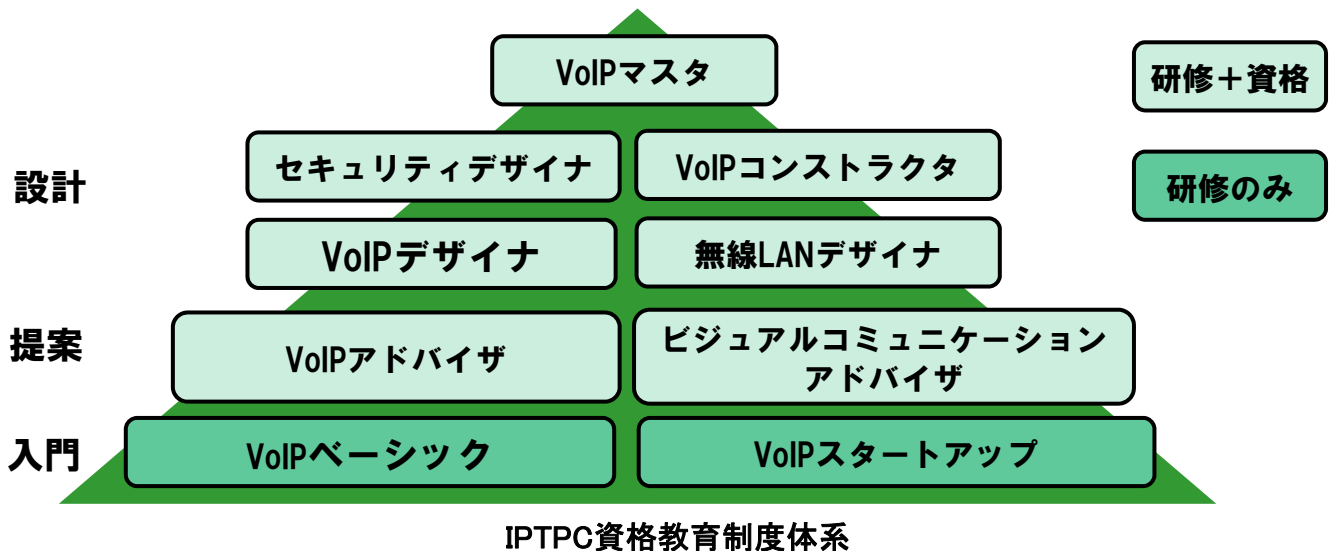 VoIPマスタ
研修＋資格
設計
セキュリティデザイナ
VoIPコンストラクタ
研修のみ
VoIPデザイナ
無線LANデザイナ
提案
VoIPアドバイザ
ビジュアルコミュニケーション
アドバイザ
入門
VoIPベーシック
VoIPスタートアップ
IPTPC資格教育制度体系